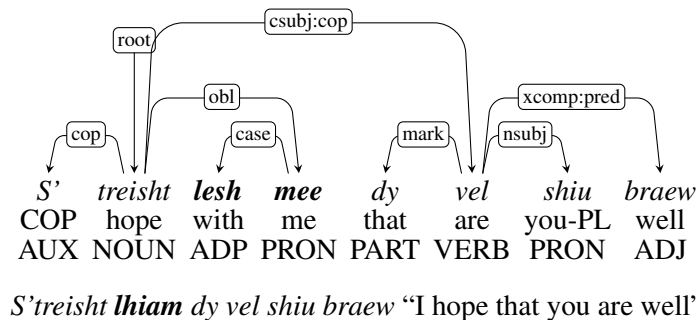 csubj:cop
root
obl
xcomp:pred
cop
case
mark
nsubj
S’ treisht lesh mee dy vel shiu braew
COP hope with me that are you-PL well
AUX NOUN ADP PRON PART VERB PRON ADJ
S’treisht lhiam dy vel shiu braew “I hope that you are well’